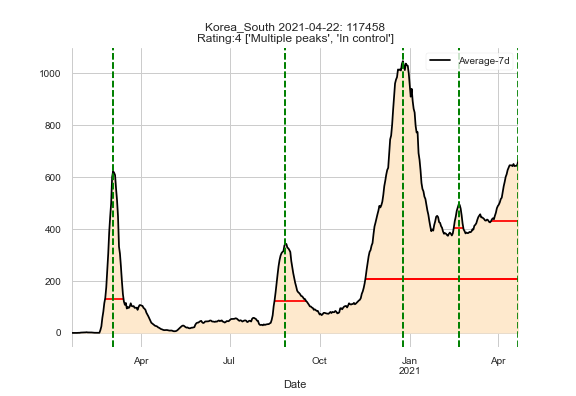 Korea_South 2021-04-22: 117458
Rating:4 ['Multiple peaks', 'In control']
Average-7d
1000
800
600
400
200
0
Apr
Jul
Oct
Jan
2021
Apr
Date